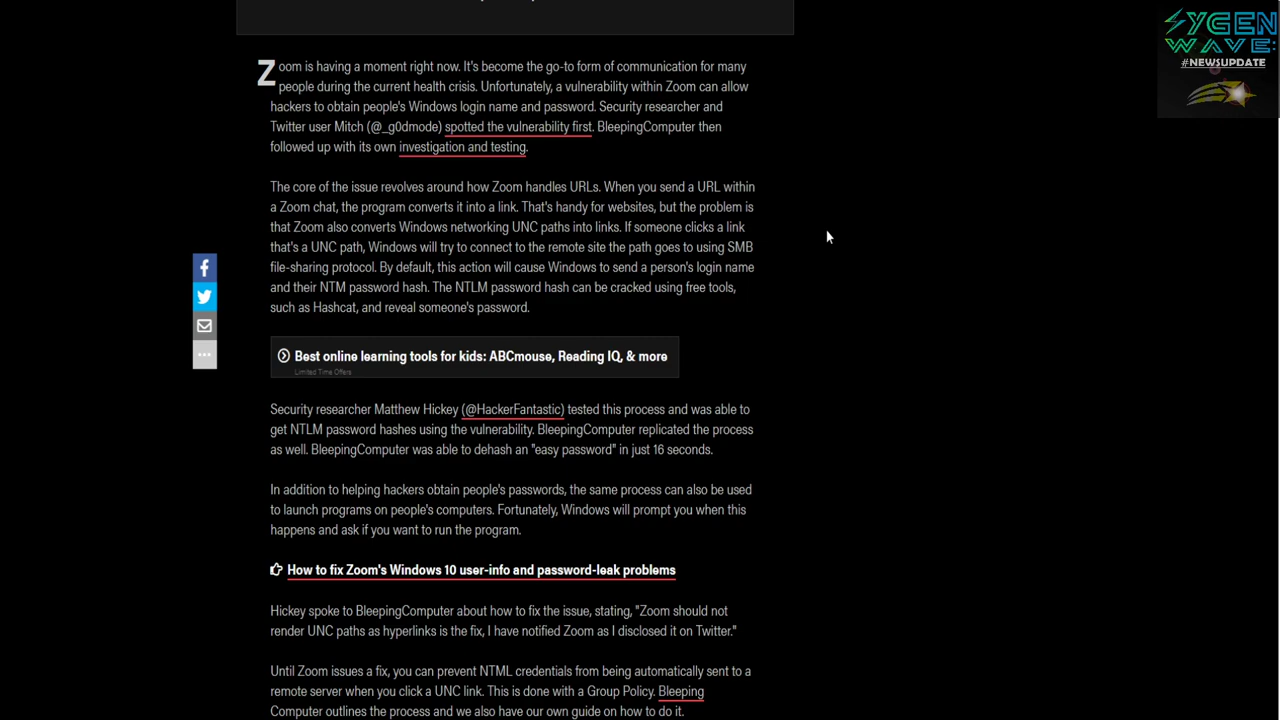 SYGEN
WAVE:
#NEWSUPDATE
Zoom is having a moment right now. It's become the go-to form of communication for many
people during the current health crisis. Unfortunately, a vulnerability within Zoom can allow
hackers to obtain people's Windows login name and password. Security researcher and
Twitter user Mitch (@_g0dmode) spotted the vulnerability first. BleepingComputer then
followed up with its own investigation and testing.
The core of the issue revolves around how Zoom handles URLs. When you send a URL within
a Zoom chat, the program converts it into a link. That's handy for websites, but the problem is
that Zoom also converts Windows networking UNC paths into links. If someone clicks a link
that's a UNC path, Windows will try to connect to the remote site the path goes to using SMB
file-sharing protocol. By default, this action will cause Windows to send a person's login name
and their NTM password hash. The NTLM password hash can be cracked using free tools,
such as Hashcat, and reveal someone's password.
Best online learning tools for kids: ABCmouse, Reading IQ, & more
Limited Time Offers
Security researcher Matthew Hickey (@HackerFantastic) tested this process and was able to
get NTLM password hashes using the vulnerability. BleepingComputer replicated the process
as well. BleepingComputer was able to dehash an "easy password" in just 16 seconds.
In addition to helping hackers obtain people's passwords, the same process can also be used
to launch programs on people's computers. Fortunately, Windows will prompt you when this
happens and ask if you want to run the program.
How to fix Zoom's Windows 10 user-info and password-leak problems
Hickey spoke to BleepingComputer about how to fix the issue, stating, "Zoom should not
render UNC paths as hyperlinks is the fix, I have notified Zoom as I disclosed it on Twitter."
Until Zoom issues a fix, you can prevent NTML credentials from being automatically sent to a
remote server when you click a UNC link. This is done with a Group Policy. Bleeping
Computer outlines the process and we also have our own guide on how to do it.